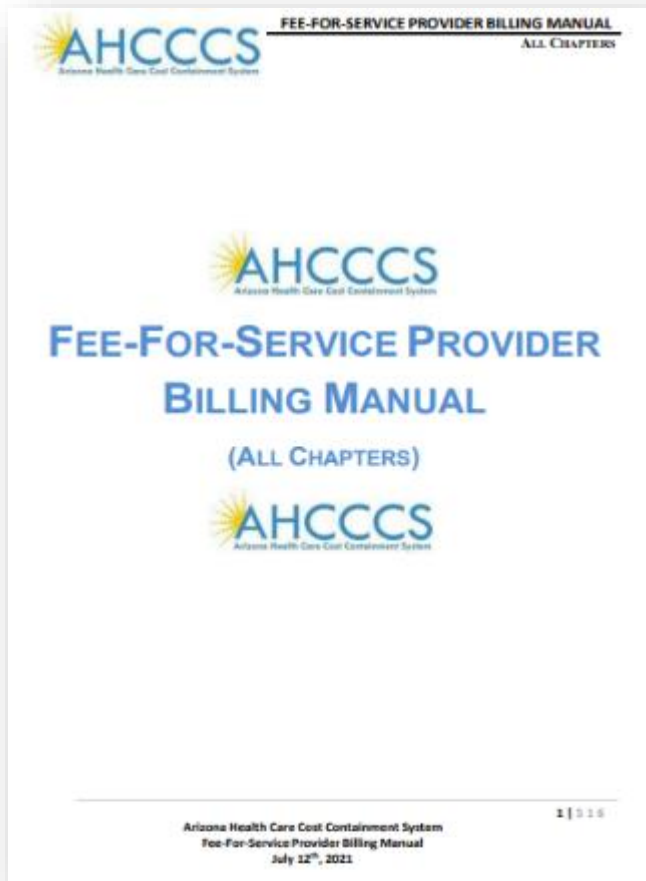 AHCCCS
Arizona Health Care Cost Containment System
FEE-FOR-SERVICE PROVIDER BILLING MANUAL
ALL CHAPTERS
AHCCCS
Arizona Health Care Cost Containment System
FEE-FOR-SERVICE PROVIDER
BILLING MANUAL
(ALL CHAPTERS)
AHCCCS
Arizona Health Care Cost Containment System
1 | 516
Arizona Health Care Cost Containment System
Fee-For-Service Provider Billing Manual
July 12th, 2021